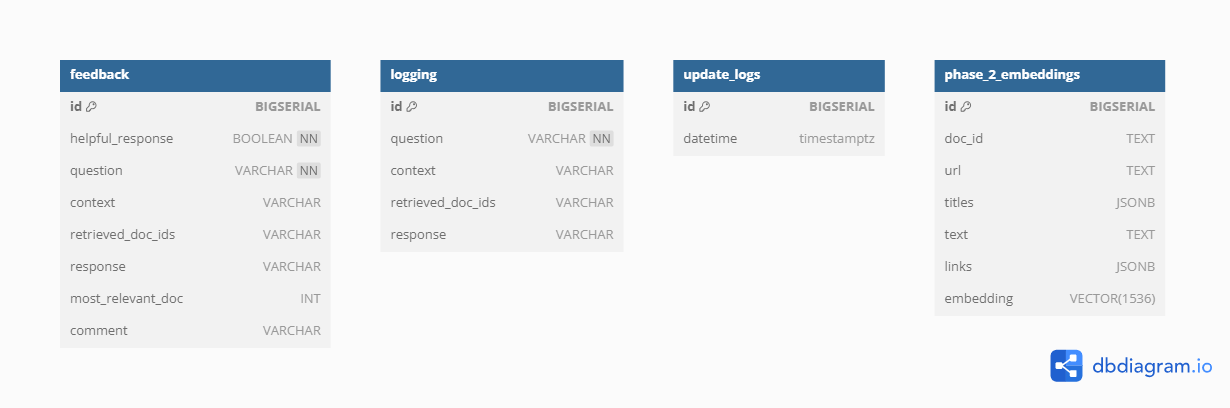 feedback
id BIGSERIAL
helpful_response BOOLEAN NN
question VARCHAR NN
context VARCHAR
retrieved_doc_ids VARCHAR
response VARCHAR
most_relevant_doc INT
comment VARCHAR
logging
id BIGSERIAL
question VARCHAR NN
context VARCHAR
retrieved_doc_ids VARCHAR
response VARCHAR
update_logs
id BIGSERIAL
datetime timestamptz
phase_2_embeddings
id BIGSERIAL
doc_id TEXT
url TEXT
titles JSONB
text TEXT
links JSONB
embedding VECTOR(1536)
dbdiagram.io